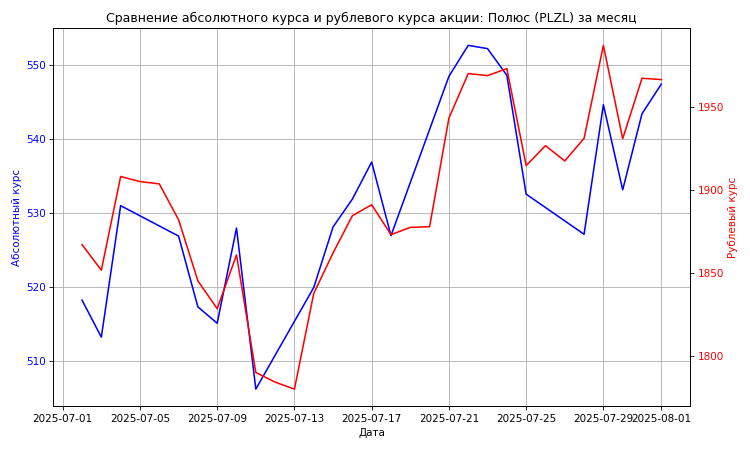 Сравнение абсолютного курса и рублевого курса акции: Полюс (PLZL) за месяц
550
540
530
520
510
Абсолютный курс
1950
1900
1850
1800
Рублевый курс
2025-07-01 2025-07-05 2025-07-09 2025-07-13 2025-07-17 2025-07-21 2025-07-25 2025-07-29 2025-08-01
Дата